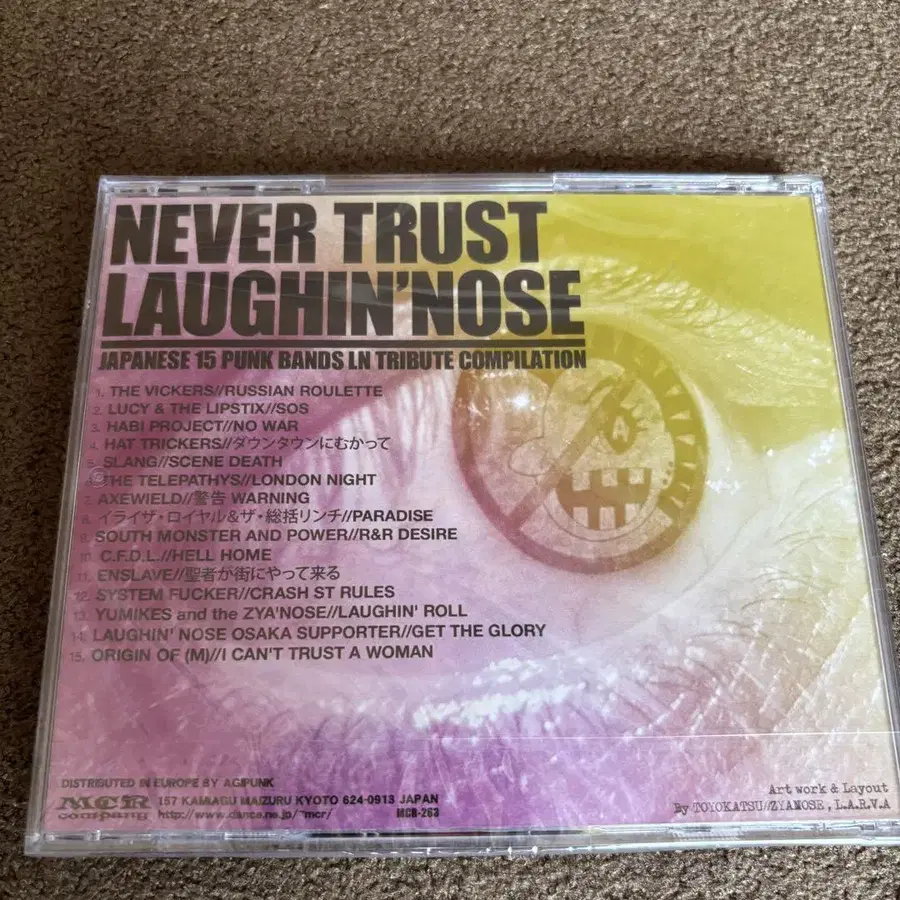 NEVER TRUST
LAUGHIN'NOSE
JAPANESE 15 PUNK BANDS LN TRIBUTE COMPILATION
1. THE VICKERS//RUSSIAN ROULETTE
2. LUCY & THE LIPSTIX//SOS
3. HABI PROJECT//NO WAR
4. HAT TRICKERS//ダウンタウンにむかって
5. SLANG//SCENE DEATH
6. THE TELEPATHYS//LONDON NIGHT
7. AXEWIELD//警告 WARNING
8. イライザ・ロイヤル&ザ・総括リンチ//PARADISE
9. SOUTH MONSTER AND POWER//R&R DESIRE
10. C.F.D.L.//HELL HOME
11. ENSLAVE//聖者が街にやって来る
12. SYSTEM FUCKER//CRASH ST RULES
13. YUMIKES and the ZYA'NOSE//LAUGHIN' ROLL
14. LAUGHIN' NOSE OSAKA SUPPORTER//GET THE GLORY
15. ORIGIN OF (M)//I CAN'T TRUST A WOMAN
A
DISTRIBUTED IN EUROPE BY AGIPUNK
MCR company
157 KAMIAGU MAIZURU KYOTO 624-0913 JAPAN
http://www.dance.ne.jp/~mcr/
MCR-263
Art work & Layout
By TOYOKATSU//ZYANOSE, L.A.R.V.A